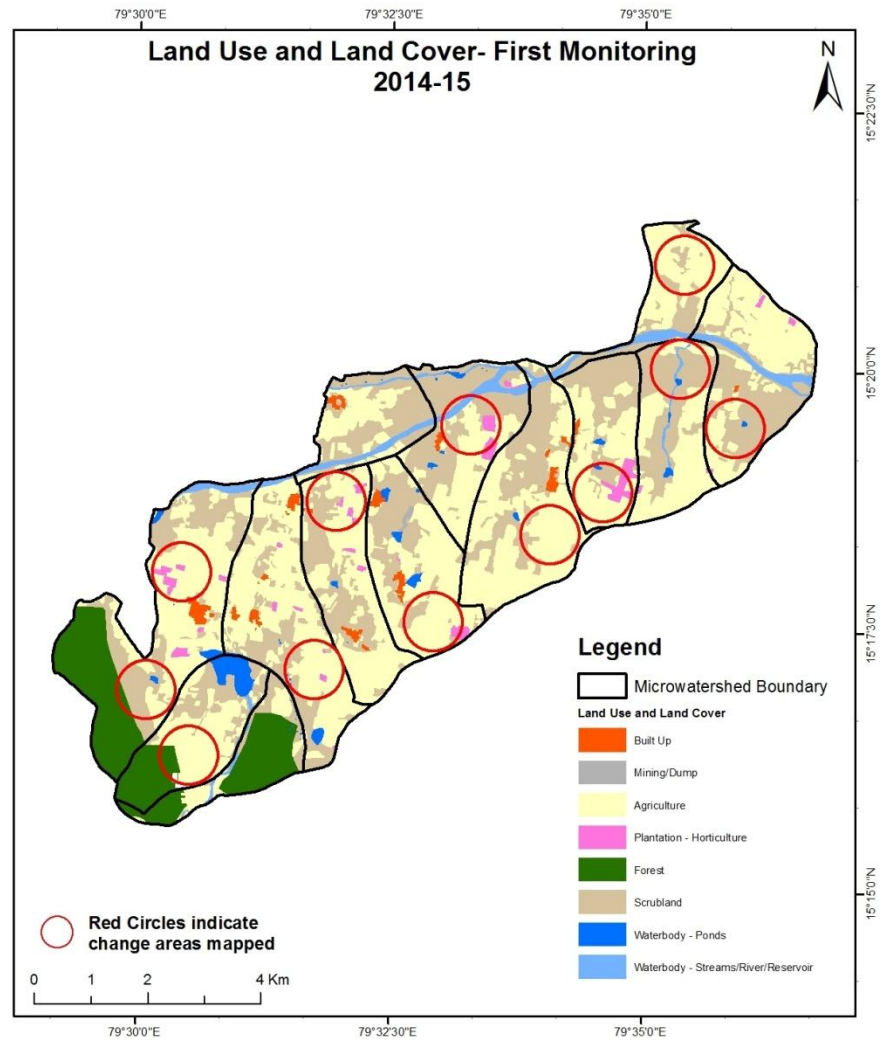 79°30'0"E
79°32'30"E
79°35'0"E
Land Use and Land Cover- First Monitoring
2014-15
N
15°22'30"N
15°20'0"N
15°17'30"N
15°15'0"N
Legend
Microwatershed Boundary
Land Use and Land Cover
Built Up
Mining/Dump
Agriculture
Plantation - Horticulture
Forest
Scrubland
Waterbody - Ponds
Waterbody - Streams/River/Reservoir
Red Circles indicate
change areas mapped
0 1 2 4 Km
79°30'0"E
79°32'30"E
79°35'0"E